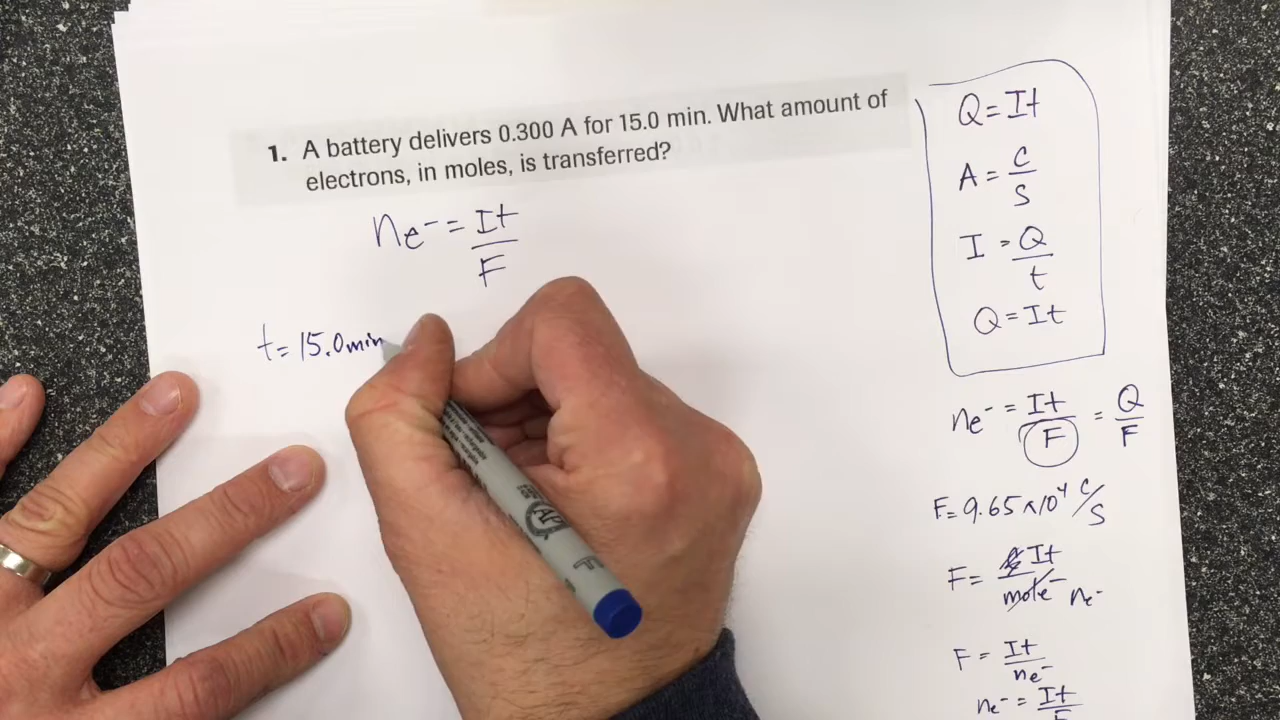 1. A battery delivers 0.300 A for 15.0 min. What amount of
electrons, in moles, is transferred?
ne⁻ = It/F
t = 15.0min
Q = It
A = C/S
I = Q/t
Q = It
ne⁻ = It/F = Q/F
F = 9.65 x 10⁴ C/S
F = It/ne⁻
F = It/ne⁻
ne⁻ = It/F
AP
F